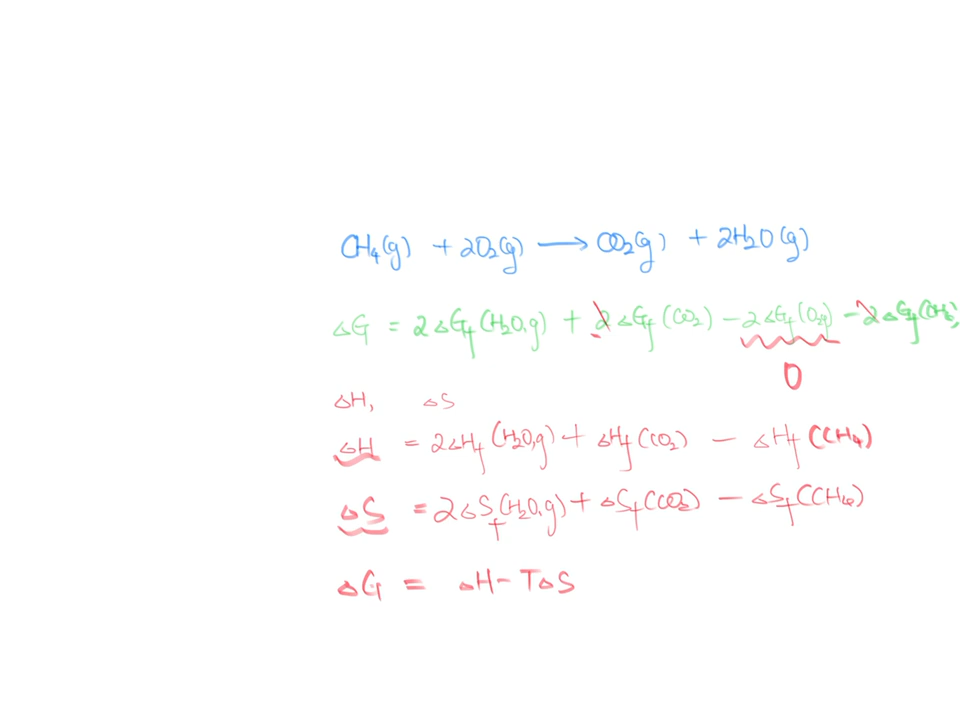 CH₄(g) + 2O₂(g) ⟶ CO₂(g) + 2H₂O(g)
ΔG = 2ΔGf(H₂O,g) + 2ΔGf(CO₂) - 2ΔGf(O₂g) - 2ΔGf(CH₄)
0
ΔH, ΔS
ΔH = 2ΔHf(H₂O,g) + ΔHf(CO₂) - ΔHf(CH₄)
ΔS = 2ΔSf(H₂O,g) + ΔSf(CO₂) - ΔSf(CH₄)
ΔG = ΔH - TΔS